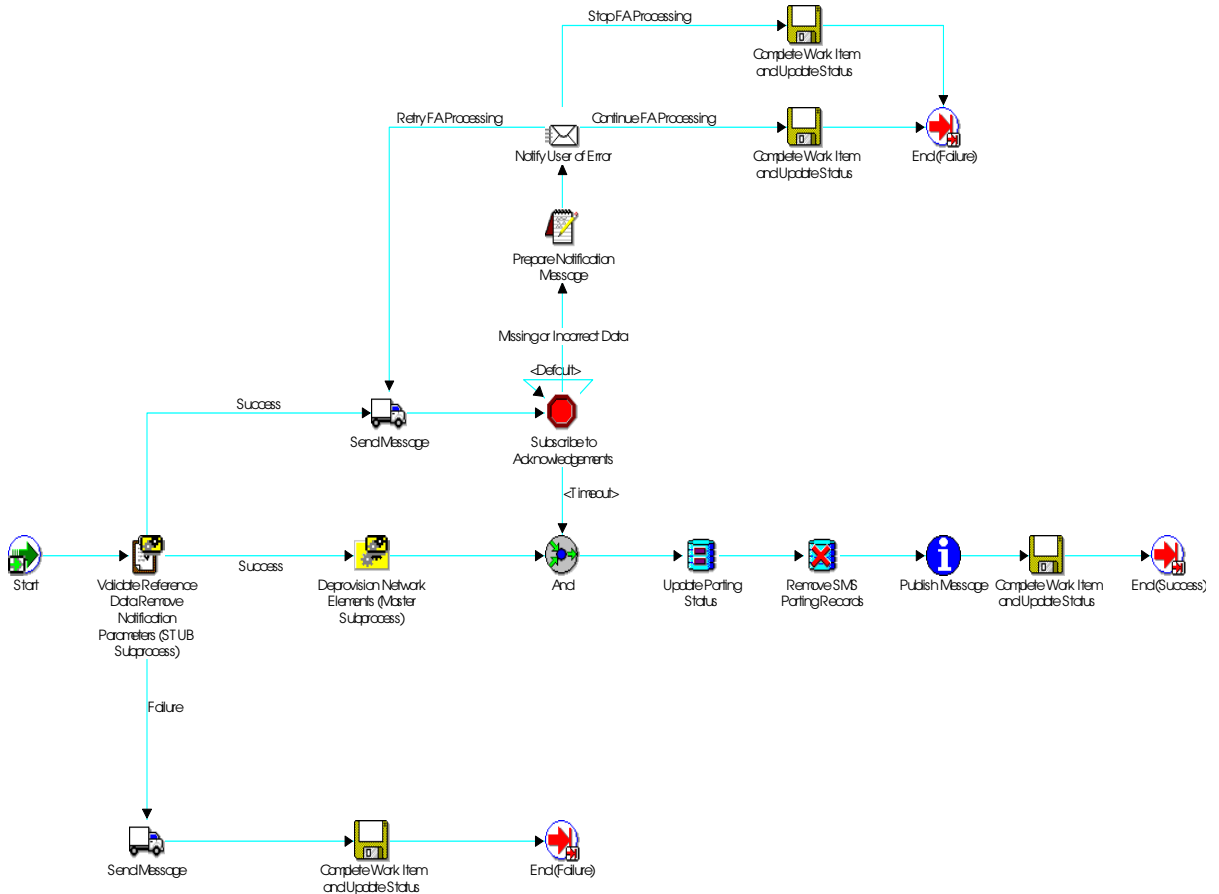 Stop FA Processing
Complete Work Item
and Update Status
Retry FA Processing
Continue FA Processing
Notify User of Error
Complete Work Item
and Update Status
End (Failure)
Prepare Notification
Message
Missing or Incorrect Data
<Default>
Success
Send Message
Subscribe to
Acknowledgements
<Timeout>
Success
Start
Validate Reference
Data Remove
Notification
Parameters (STUB
Subprocess)
Deprovision Network
Elements (Master
Subprocess)
And
Update Porting
Status
Remove SMS
Porting Records
Publish Message
Complete Work Item
and Update Status
End (Success)
Failure
Send Message
Complete Work Item
and Update Status
End (Failure)